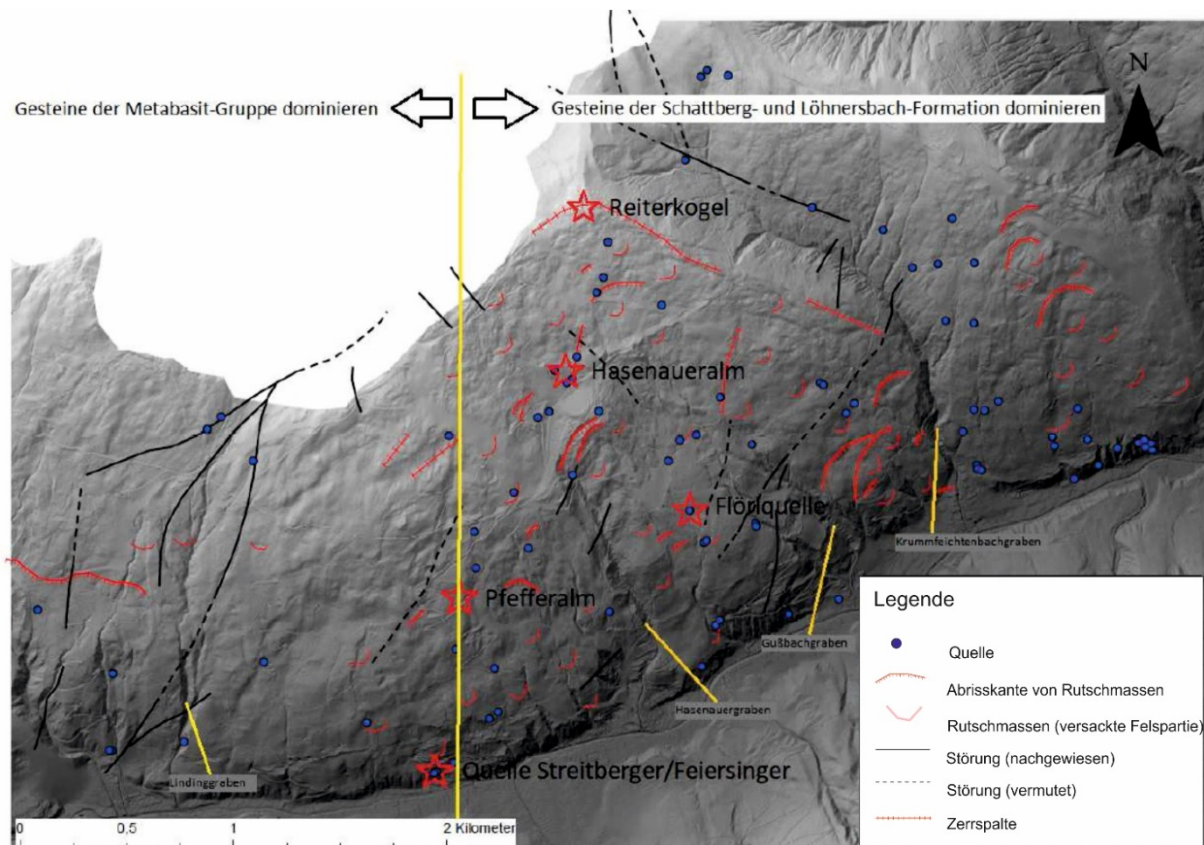 Gesteine der Metabasit-Gruppe dominieren
Gesteine der Schattberg- und Löhnersbach-Formation dominieren
N
Reiterkogel
Hasenaueralm
Flörlquelle
Krummfeichtenbachgraben
Pfefferalm
Gußbachgraben
Hasenauergraben
Lindinggraben
Quelle Streitberger/Feiersinger
0 0,5 1 2 Kilometer
Legende
Quelle
Abrisskante von Rutschmassen
Rutschmassen (versackte Felspartie)
Störung (nachgewiesen)
Störung (vermutet)
Zerrspalte